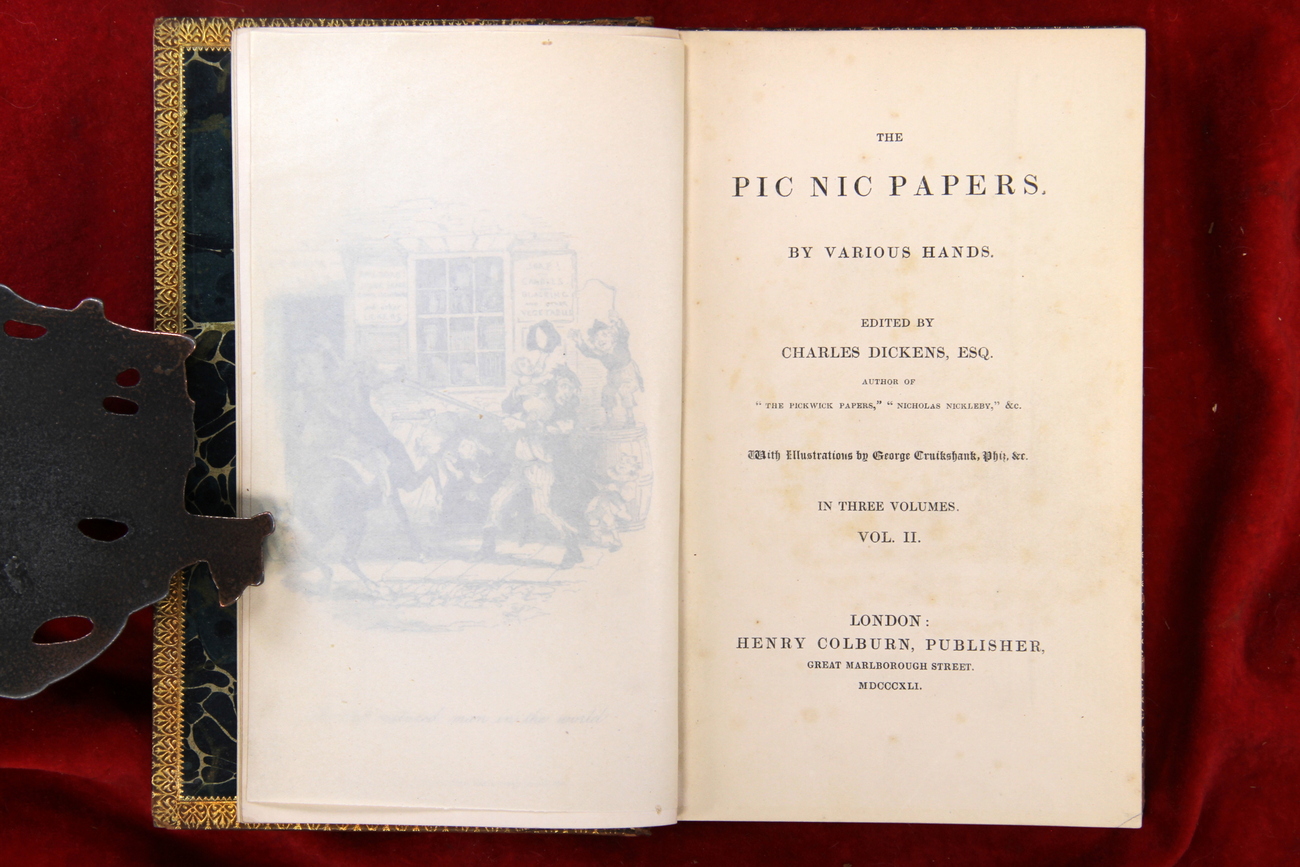 THE
PIC NIC PAPERS.
BY VARIOUS HANDS.
EDITED BY
CHARLES DICKENS, ESQ.
AUTHOR OF
“ THE PICKWICK PAPERS,” “ NICHOLAS NICKLEBY,” &c.
With Illustrations by George Cruikshank, Phiz, &c.
IN THREE VOLUMES.
VOL. II.
LONDON:
HENRY COLBURN, PUBLISHER,
GREAT MARLBOROUGH STREET.
MDCCCXLI.